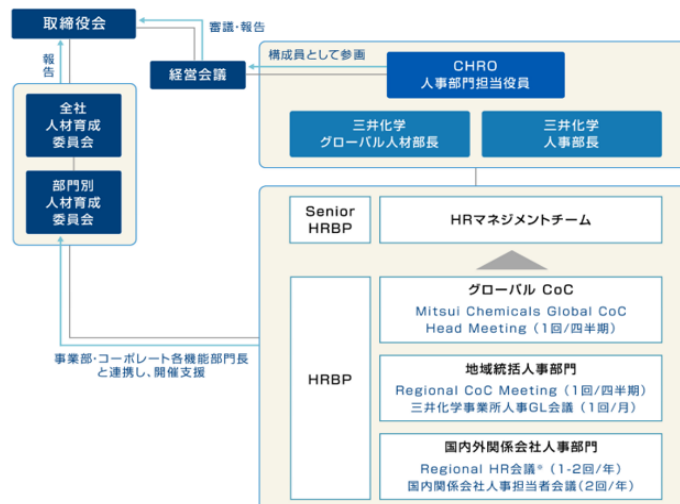 取締役会
審議・報告
報告
経営会議
構成員として参画
CHRO
人事部門担当役員
三井化学
グローバル人材部長
三井化学
人事部長
全社
人材育成
委員会
部門別
人材育成
委員会
事業部・コーポレート各機能部門長
と連携し、開催支援
Senior
HRBP
HRマネジメントチーム
HRBP
グローバル CoC
Mitsui Chemicals Global CoC
Head Meeting（1回/四半期）
地域統括人事部門
Regional CoC Meeting（1回/四半期）
三井化学事業所人事GL会議（1回/月）
国内外関係会社人事部門
Regional HR会議※（1-2回/年）
国内関係会社人事担当者会議（2回/年）